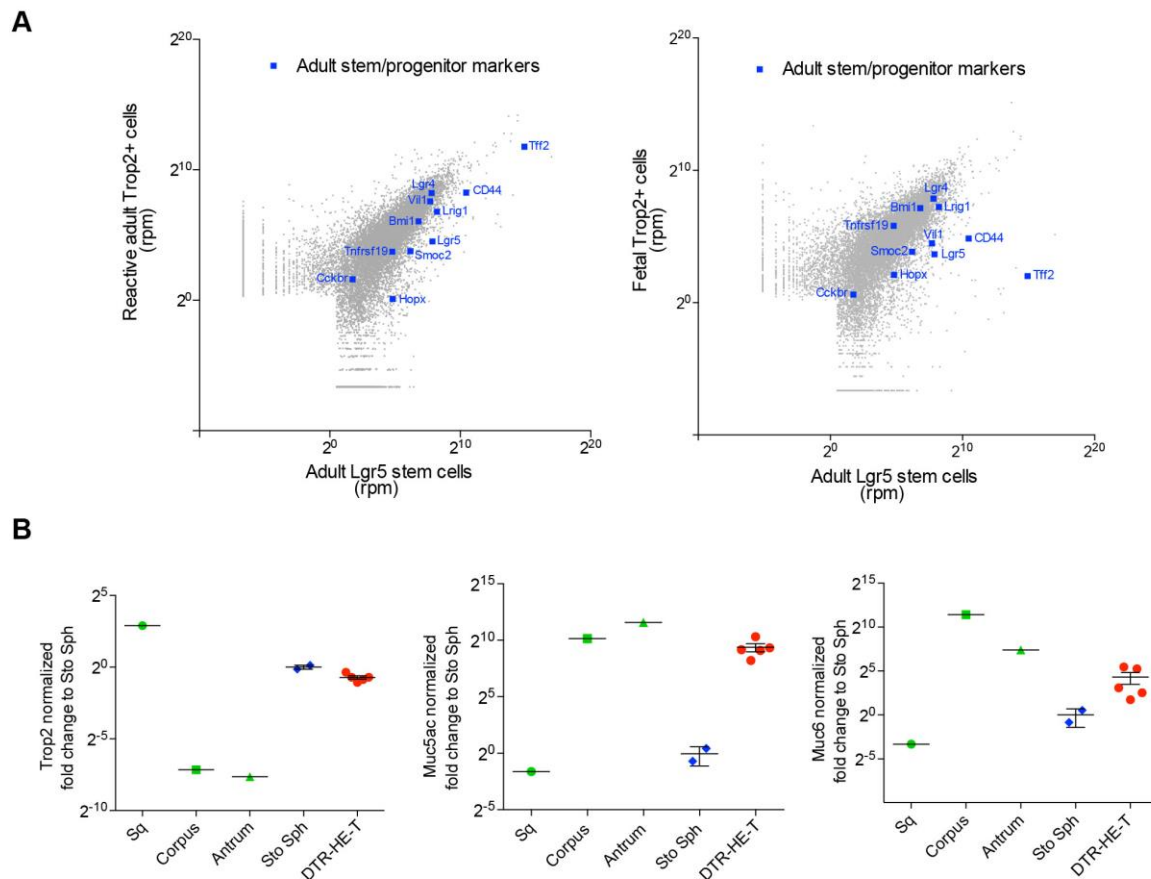 A
2^20
Adult stem/progenitor markers
Reactive adult Trop2+ cells
(rpm)
2^10
2^0
Tff2
Lgr4
CD44
Vil1
Lrig1
Bmi1
Lgr5
Tnfrsf19
Smoc2
Cckbr
Hopx
2^0
2^10
2^20
Adult Lgr5 stem cells
(rpm)
2^20
Adult stem/progenitor markers
Fetal Trop2+ cells
(rpm)
2^10
2^0
Lgr4
Bmi1
Lrig1
Tnfrsf19
Vil1
CD44
Smoc2
Lgr5
Hopx
Tff2
Cckbr
2^0
2^10
2^20
Adult Lgr5 stem cells
(rpm)
B
Trop2 normalized
fold change to Sto Sph
2^5
2^0
2^-5
2^-10
Sq
Corpus
Antrum
Sto Sph
DTR-HE-T
Muc5ac normalized
fold change to Sto Sph
2^15
2^10
2^5
2^0
2^-5
Sq
Corpus
Antrum
Sto Sph
DTR-HE-T
Muc6 normalized
fold change to Sto Sph
2^15
2^10
2^5
2^0
2^-5
Sq
Corpus
Antrum
Sto Sph
DTR-HE-T